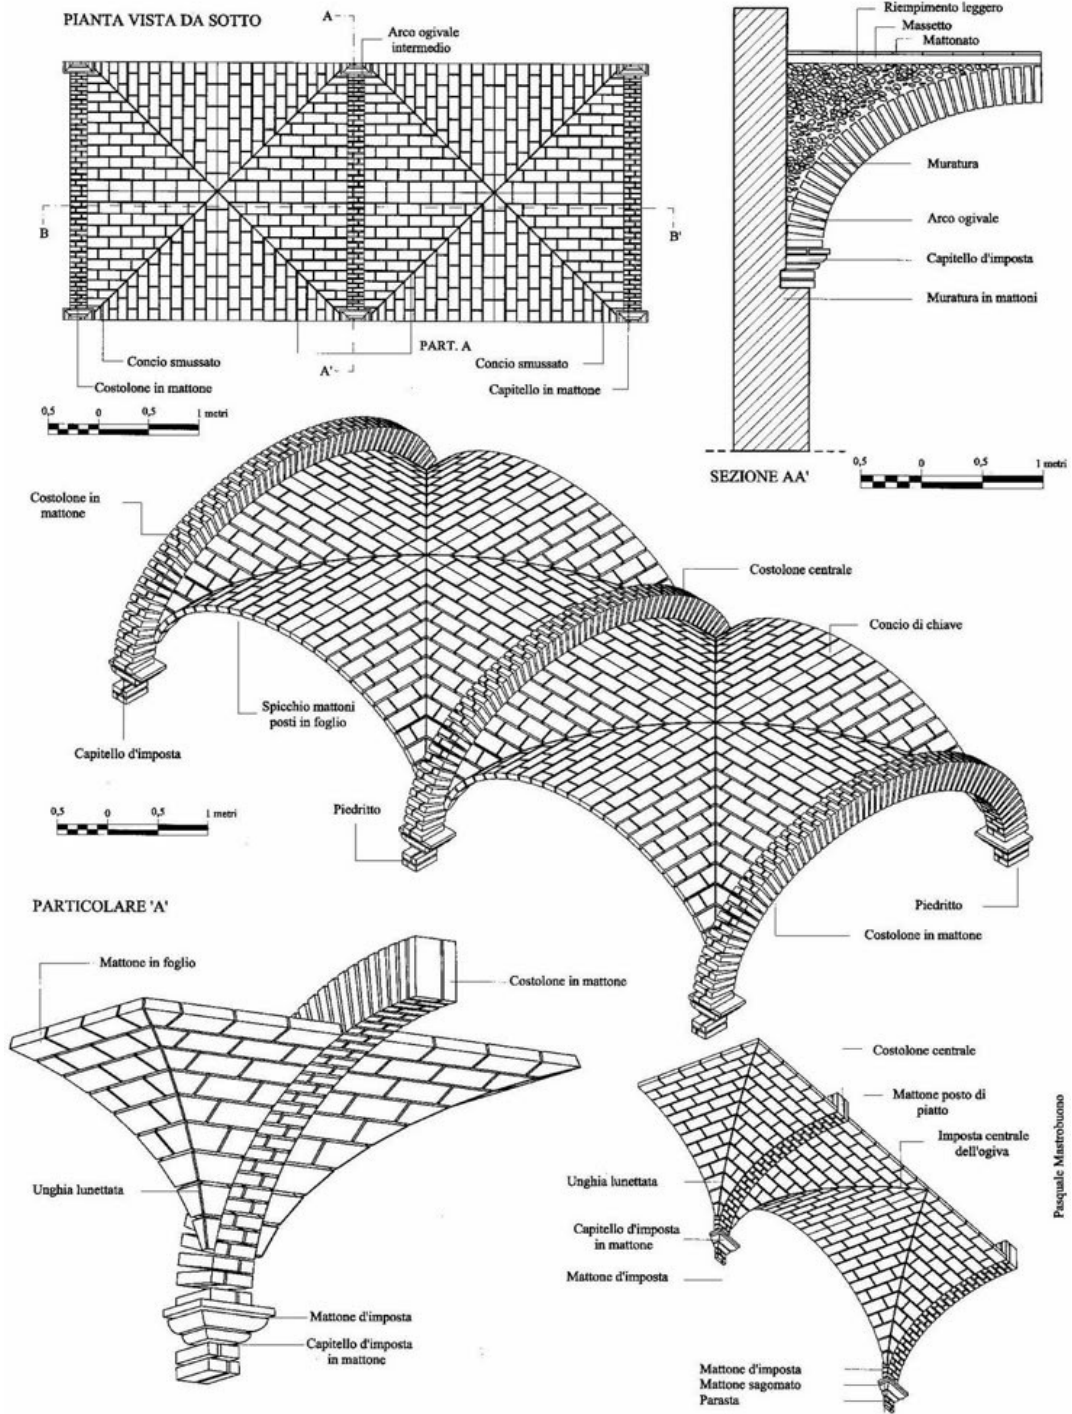 PIANTA VISTA DA SOTTO
A
Arco ogivale
intermedio
B
B'
PART. A
A'
Concio smussato
Costolone in mattone
Concio smussato
Capitello in mattone
0,5 0 0,5 1 metri
Riempimento leggero
Massetto
Mattonato
Muratura
Arco ogivale
Capitello d'imposta
Muratura in mattoni
SEZIONE AA'
0,5 0 0,5 1 metri
Costolone in
mattone
Costolone centrale
Concio di chiave
Spicchio mattoni
posti in foglio
Capitello d'imposta
Piedritto
Piedritto
Costolone in mattone
0,5 0 0,5 1 metri
PARTICOLARE 'A'
Mattone in foglio
Costolone in mattone
Unghia lunettata
Mattone d'imposta
Capitello d'imposta
in mattone
Costolone centrale
Mattone posto di
piatto
Imposta centrale
dell'ogiva
Unghia lunettata
Capitello d'imposta
in mattone
Mattone d'imposta
Mattone d'imposta
Mattone sagomato
Parasta
Pasquale Mastrobuono